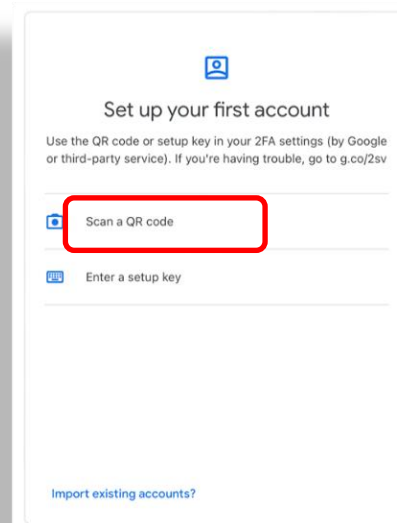 Set up your first account
Use the QR code or setup key in your 2FA settings (by Google
or third-party service). If you're having trouble, go to g.co/2sv
Scan a QR code
Enter a setup key
Import existing accounts?